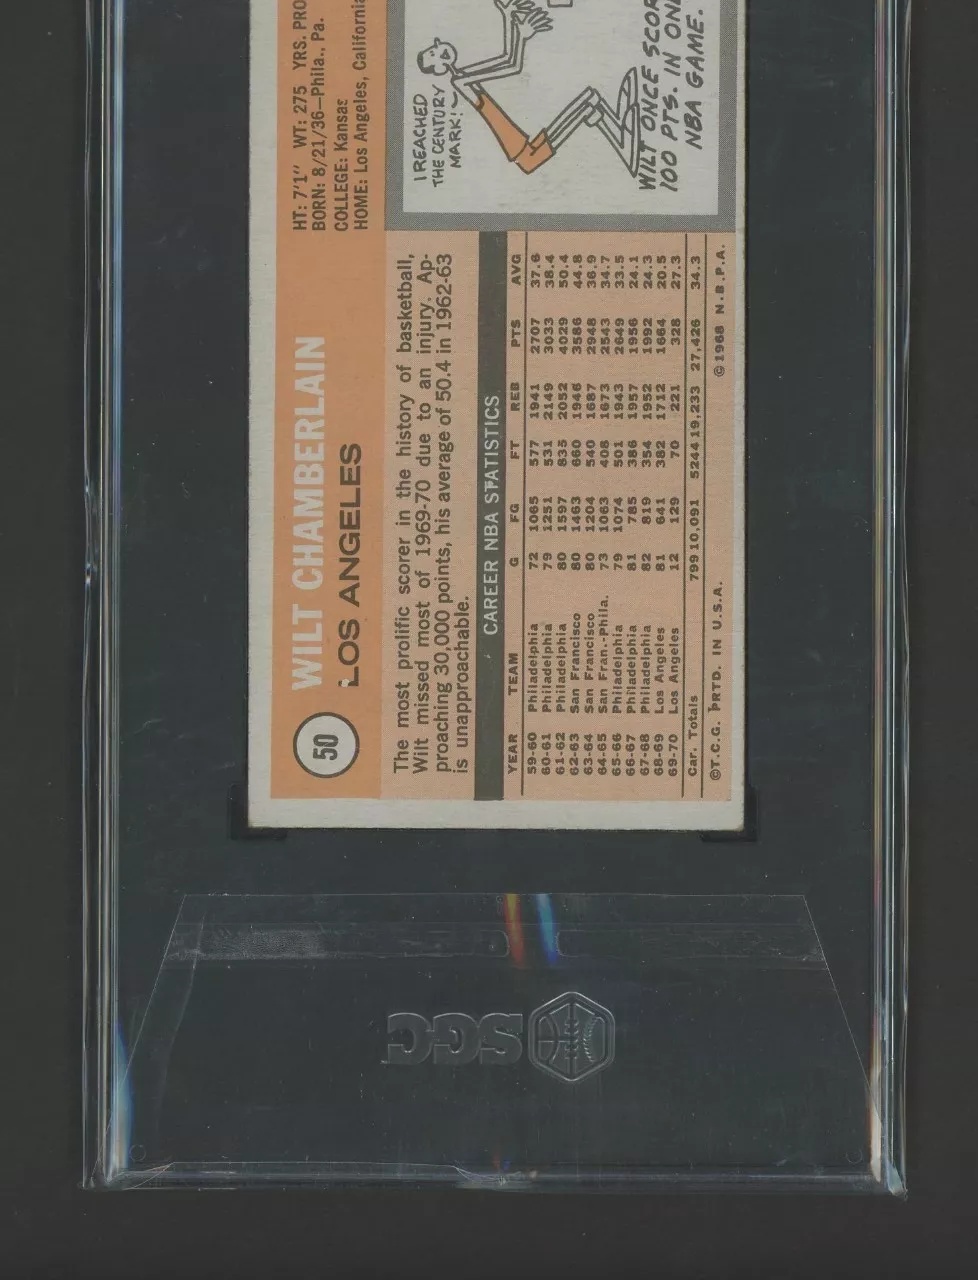 50
WILT CHAMBERLAIN
LOS ANGELES
HT: 7'1" WT: 275 YRS. PRO
BORN: 8/21/36—Phila., Pa.
COLLEGE: Kansas
HOME: Los Angeles, California
The most prolific scorer in the history of basketball,
Wilt missed most of 1969-70 due to an injury. Ap-
proaching 30,000 points, his average of 50.4 in 1962-63
is unapproachable.
I REACHED
THE CENTURY
MARK!
WILT ONCE SCOR
100 PTS. IN ONE
NBA GAME.
CAREER NBA STATISTICS
YEAR TEAM G FG FT REB PTS AVG
59-60 Philadelphia 72 1065 577 1941 2707 37.6
60-61 Philadelphia 79 1251 531 2149 3033 38.4
61-62 Philadelphia 80 1597 835 2052 4029 50.4
62-63 San Francisco 80 1463 660 1946 3586 44.8
63-64 San Francisco 80 1204 540 1687 2948 36.9
64-65 San Fran.-Phila. 73 1063 408 1673 2543 34.7
65-66 Philadelphia 79 1074 501 1943 2649 33.5
66-67 Philadelphia 81 785 386 1957 1956 24.1
67-68 Philadelphia 82 819 354 1952 1992 24.3
68-69 Los Angeles 81 641 382 1712 1664 20.5
69-70 Los Angeles 12 129 70 221 328 27.3
Car. Totals 799 10,091 5244 19,233 27,426 34.3
©T.C.G. PRTD. IN U.S.A. ©1968 N.B.P.A.
SGC